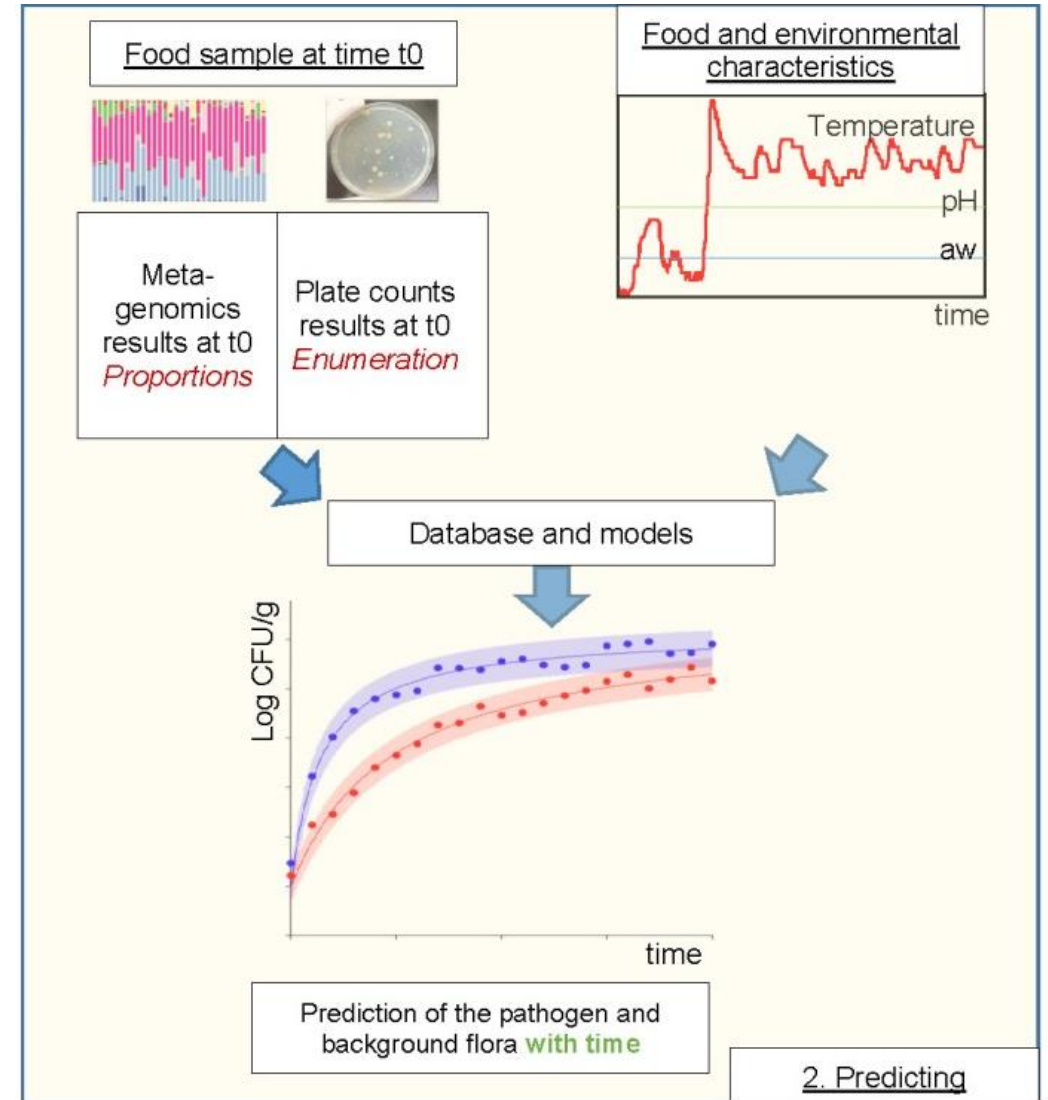 Food sample at time t0
Food and environmental
characteristics
Meta-
genomics
results at t0
Proportions
Plate counts
results at t0
Enumeration
Temperature
pH
aw
time
Database and models
Log CFU/g
time
Prediction of the pathogen and
background flora with time
2. Predicting